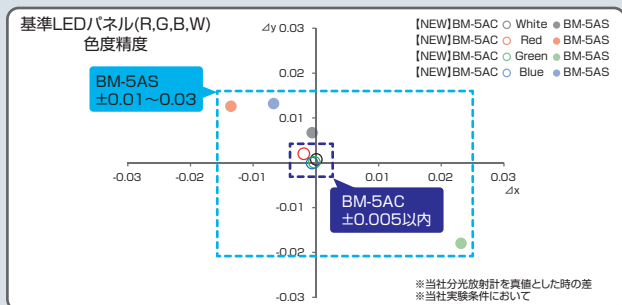 基準LEDパネル(R,G,B,W)
色度精度
⊿y
0.03
【NEW】BM-5AC White BM-5AS
【NEW】BM-5AC Red BM-5AS
【NEW】BM-5AC Green BM-5AS
【NEW】BM-5AC Blue BM-5AS
0.02
BM-5AS
±0.01～0.03
0.01
0.00
-0.03 -0.02 -0.01 0.01 0.02 0.03
⊿x
BM-5AC
±0.005以内
-0.01
-0.02
-0.03
※当社分光放射計を真値とした時の差
※当社実験条件において